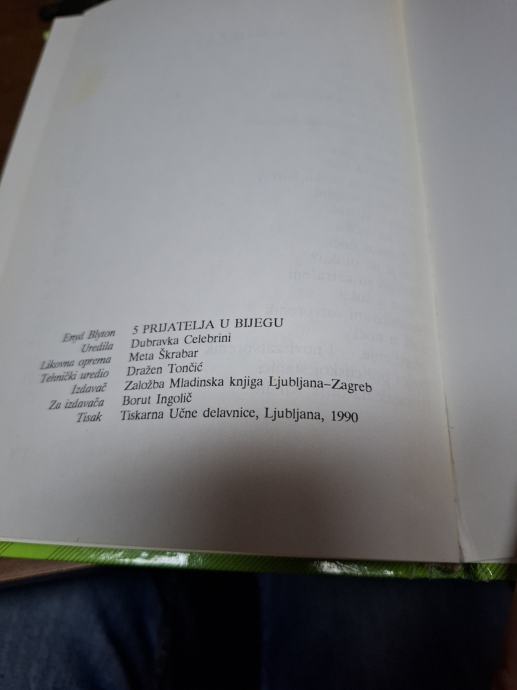 Enyd Blyton 5 PRIJATELJA U BIJEGU
Uredila Dubravka Celebrini
Likovna oprema Meta Škrabar
Tehnički uredio Dražen Tončić
Izdavač Založba Mladinska knjiga Ljubljana–Zagreb
Za izdavača Borut Ingolič
Tisak Tiskarna Učne delavnice, Ljubljana, 1990